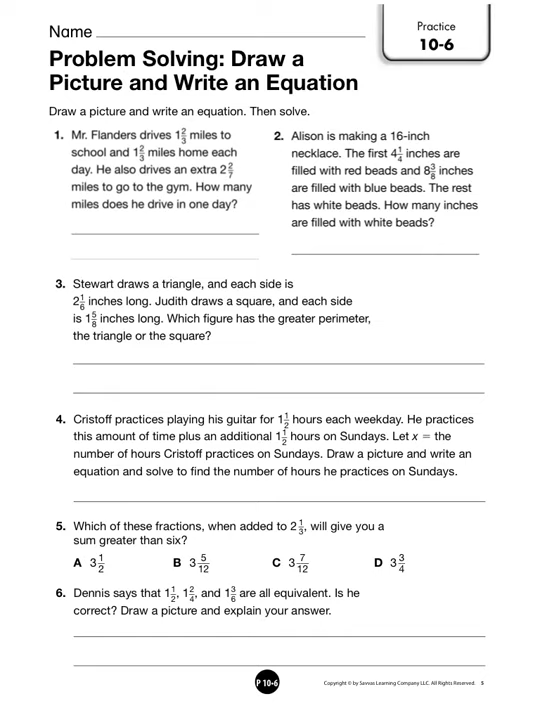 Name
Practice
10-6
Problem Solving: Draw a
Picture and Write an Equation
Draw a picture and write an equation. Then solve.
1. Mr. Flanders drives 1 2/3 miles to
school and 1 2/3 miles home each
day. He also drives an extra 2 2/7
miles to go to the gym. How many
miles does he drive in one day?
2. Alison is making a 16-inch
necklace. The first 4 1/4 inches are
filled with red beads and 8 3/8 inches
are filled with blue beads. The rest
has white beads. How many inches
are filled with white beads?
3. Stewart draws a triangle, and each side is
2 1/6 inches long. Judith draws a square, and each side
is 1 5/8 inches long. Which figure has the greater perimeter,
the triangle or the square?
4. Cristoff practices playing his guitar for 1 1/2 hours each weekday. He practices
this amount of time plus an additional 1 1/2 hours on Sundays. Let x = the
number of hours Cristoff practices on Sundays. Draw a picture and write an
equation and solve to find the number of hours he practices on Sundays.
5. Which of these fractions, when added to 2 1/3, will give you a
sum greater than six?
A 3 1/2 B 3 5/12 C 3 7/12 D 3 3/4
6. Dennis says that 1 1/2, 1 2/4, and 1 3/6 are all equivalent. Is he
correct? Draw a picture and explain your answer.
P 10-6
Copyright © by Savvas Learning Company LLC. All Rights Reserved. 5